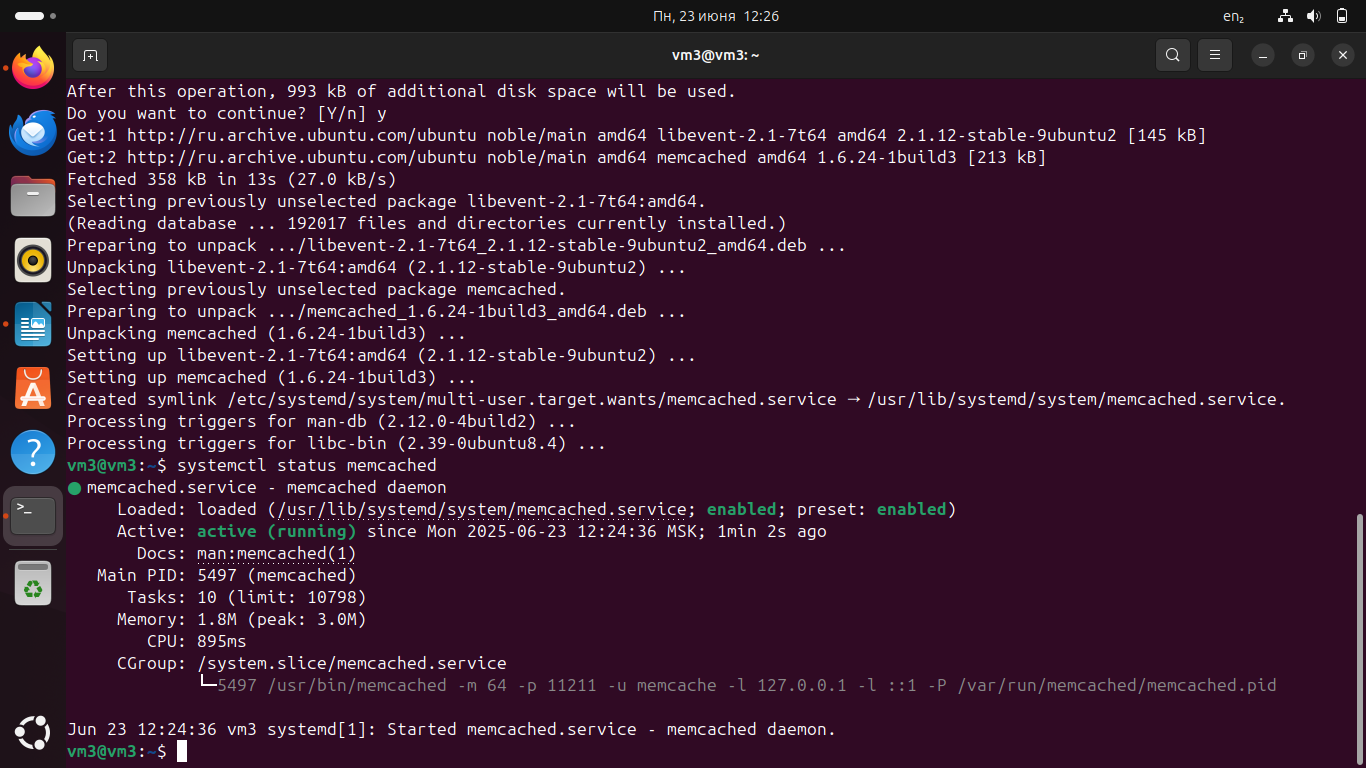 Пн, 23 июня 12:26
en₂
vm3@vm3: ~
After this operation, 993 kB of additional disk space will be used.
Do you want to continue? [Y/n] y
Get:1 http://ru.archive.ubuntu.com/ubuntu noble/main amd64 libevent-2.1-7t64 amd64 2.1.12-stable-9ubuntu2 [145 kB]
Get:2 http://ru.archive.ubuntu.com/ubuntu noble/main amd64 memcached amd64 1.6.24-1build3 [213 kB]
Fetched 358 kB in 13s (27.0 kB/s)
Selecting previously unselected package libevent-2.1-7t64:amd64.
(Reading database ... 192017 files and directories currently installed.)
Preparing to unpack .../libevent-2.1-7t64_2.1.12-stable-9ubuntu2_amd64.deb ...
Unpacking libevent-2.1-7t64:amd64 (2.1.12-stable-9ubuntu2) ...
Selecting previously unselected package memcached.
Preparing to unpack .../memcached_1.6.24-1build3_amd64.deb ...
Unpacking memcached (1.6.24-1build3) ...
Setting up libevent-2.1-7t64:amd64 (2.1.12-stable-9ubuntu2) ...
Setting up memcached (1.6.24-1build3) ...
Created symlink /etc/systemd/system/multi-user.target.wants/memcached.service → /usr/lib/systemd/system/memcached.service.
Processing triggers for man-db (2.12.0-4build2) ...
Processing triggers for libc-bin (2.39-0ubuntu8.4) ...
vm3@vm3:~$ systemctl status memcached
● memcached.service - memcached daemon
     Loaded: loaded (/usr/lib/systemd/system/memcached.service; enabled; preset: enabled)
     Active: active (running) since Mon 2025-06-23 12:24:36 MSK; 1min 2s ago
       Docs: man:memcached(1)
   Main PID: 5497 (memcached)
      Tasks: 10 (limit: 10798)
     Memory: 1.8M (peak: 3.0M)
        CPU: 895ms
     CGroup: /system.slice/memcached.service
             └─5497 /usr/bin/memcached -m 64 -p 11211 -u memcache -l 127.0.0.1 -l ::1 -P /var/run/memcached/memcached.pid
Jun 23 12:24:36 vm3 systemd[1]: Started memcached.service - memcached daemon.
vm3@vm3:~$